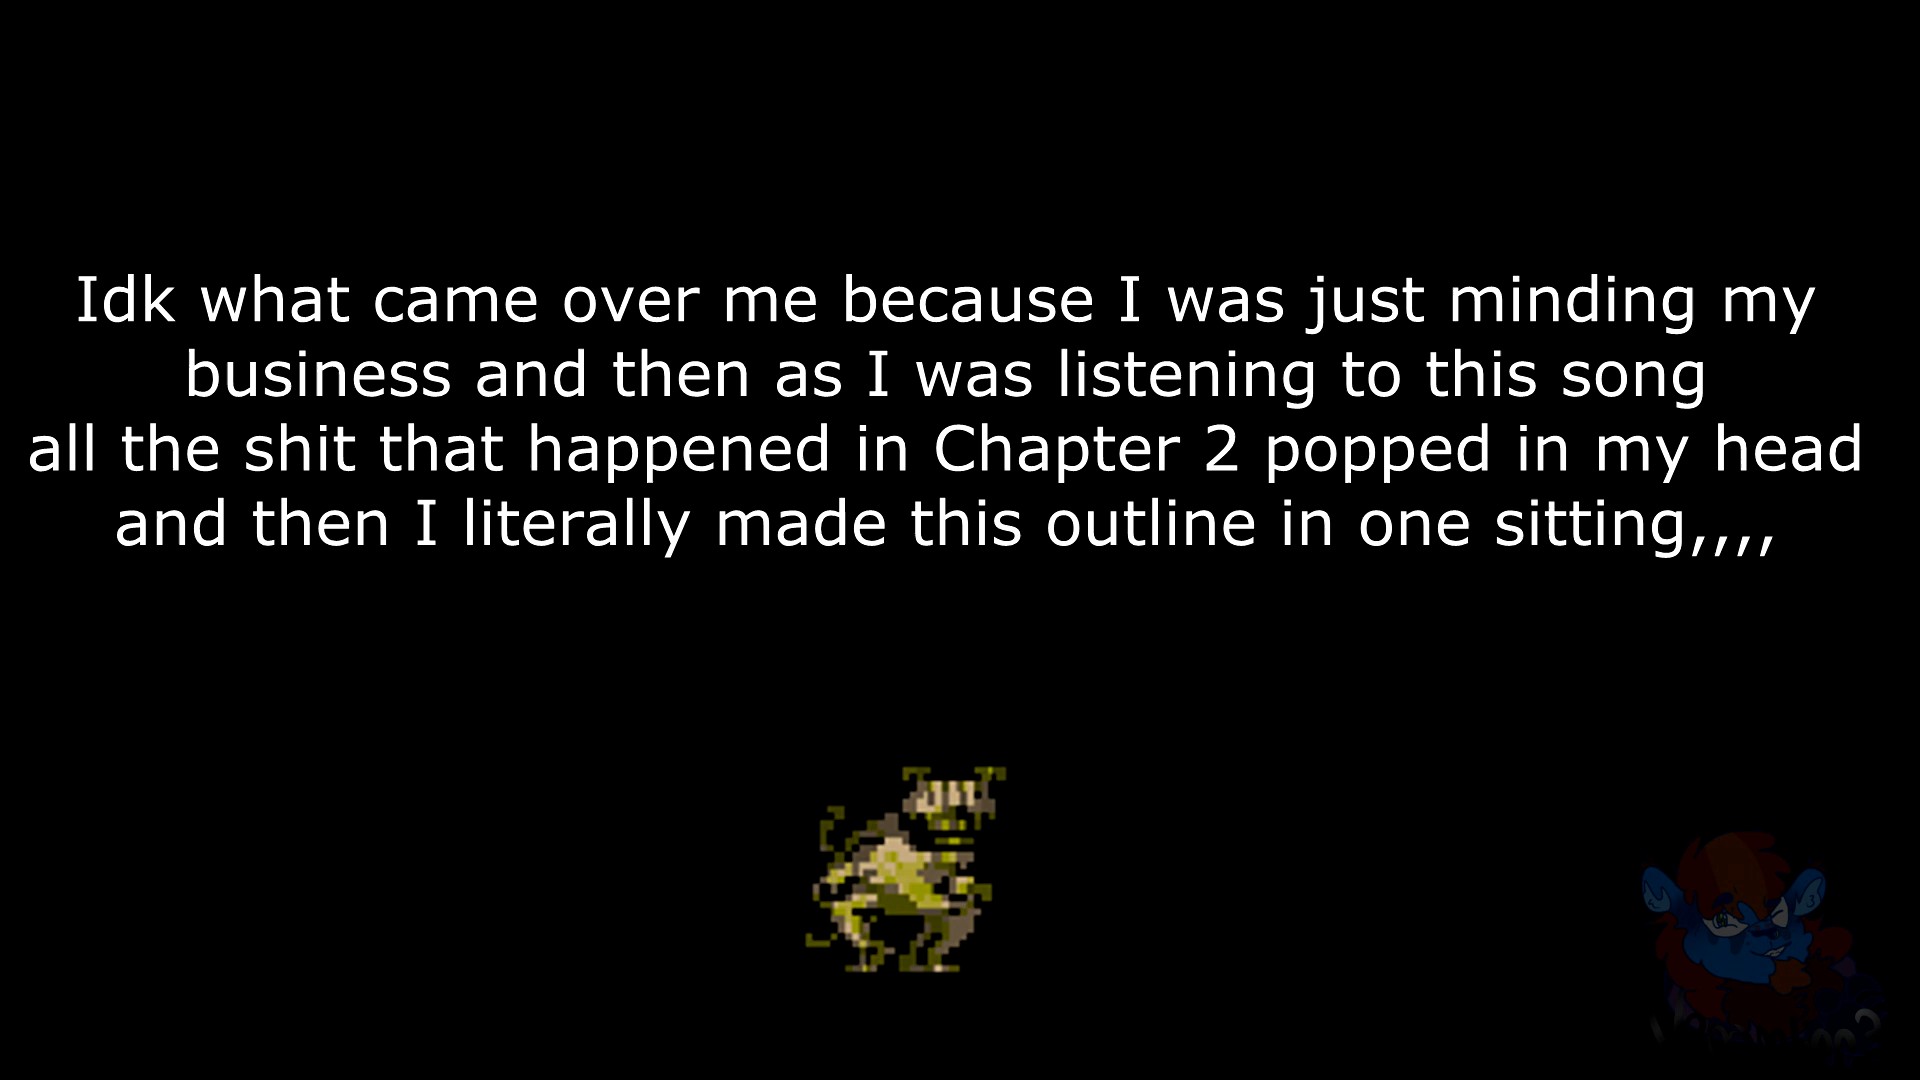 Idk what came over me because I was just minding my
business and then as I was listening to this song
all the shit that happened in Chapter 2 popped in my head
and then I literally made this outline in one sitting,,,,